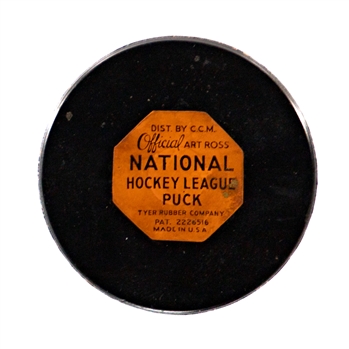 DIST. BY C.C.M.
Official ART ROSS
NATIONAL
HOCKEY LEAGUE
PUCK
TYER RUBBER COMPANY
PAT. 2226516
MADE IN U.S.A